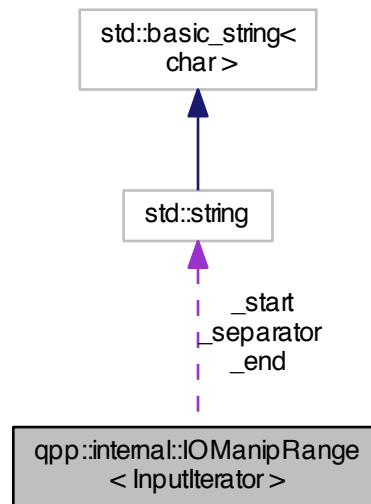 std::basic_string<
char >
std::string
_start
_separator
_end
qpp::internal::IOManipRange
< InputIterator >